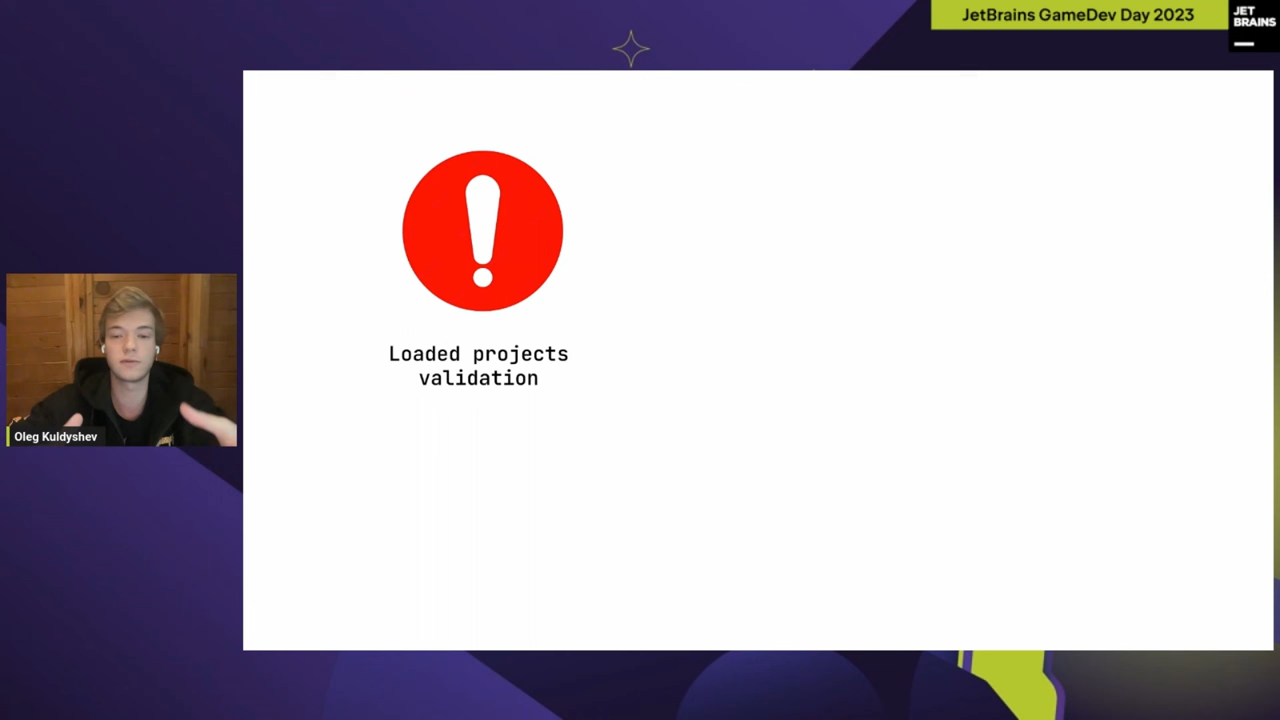 JetBrains GameDev Day 2023
JET
BRAINS
Loaded projects
validation
Oleg Kuldyshev